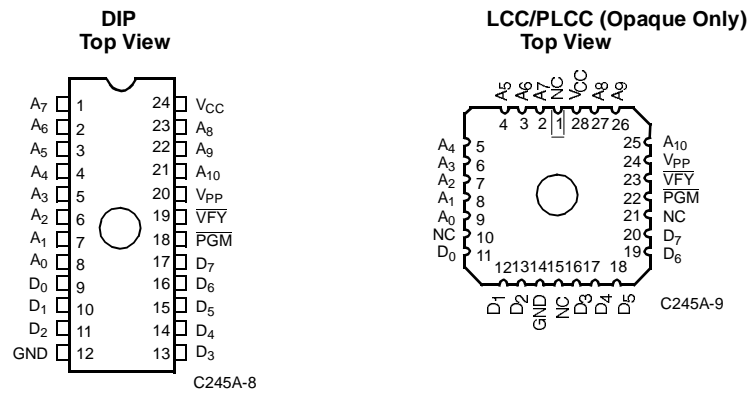 DIP
Top View
A7 1 24 VCC
A6 2 23 A8
A5 3 22 A9
A4 4 21 A10
A3 5 20 VPP
A2 6 19 V̅F̅Y̅
A1 7 18 P̅G̅M̅
A0 8 17 D7
D0 9 16 D6
D1 10 15 D5
D2 11 14 D4
GND 12 13 D3
C245A-8
LCC/PLCC (Opaque Only)
Top View
A5 A6 A7 NC VCC A8 A9
4 3 2 1 28 27 26
A4 5 25 A10
A3 6 24 VPP
A2 7 23 V̅F̅Y̅
A1 8 22 P̅G̅M̅
A0 9 21 NC
NC 10 20 D7
D0 11 19 D6
12 13 14 15 16 17 18
D1 D2 GND NC D3 D4 D5
C245A-9